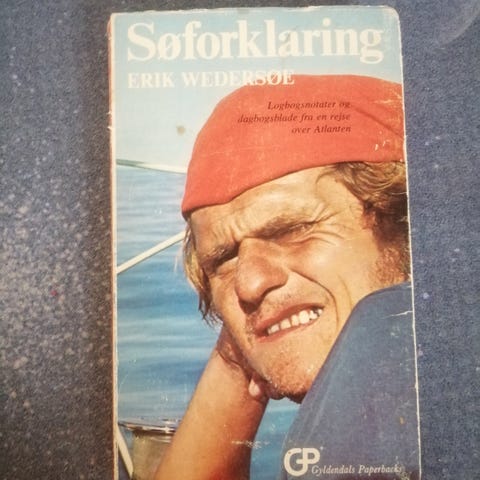 Søforklaring
ERIK WEDERSØE
Logbogsnotater og
dagbogsblade fra en rejse
over Atlanten
GP Gyldendals Paperbacks